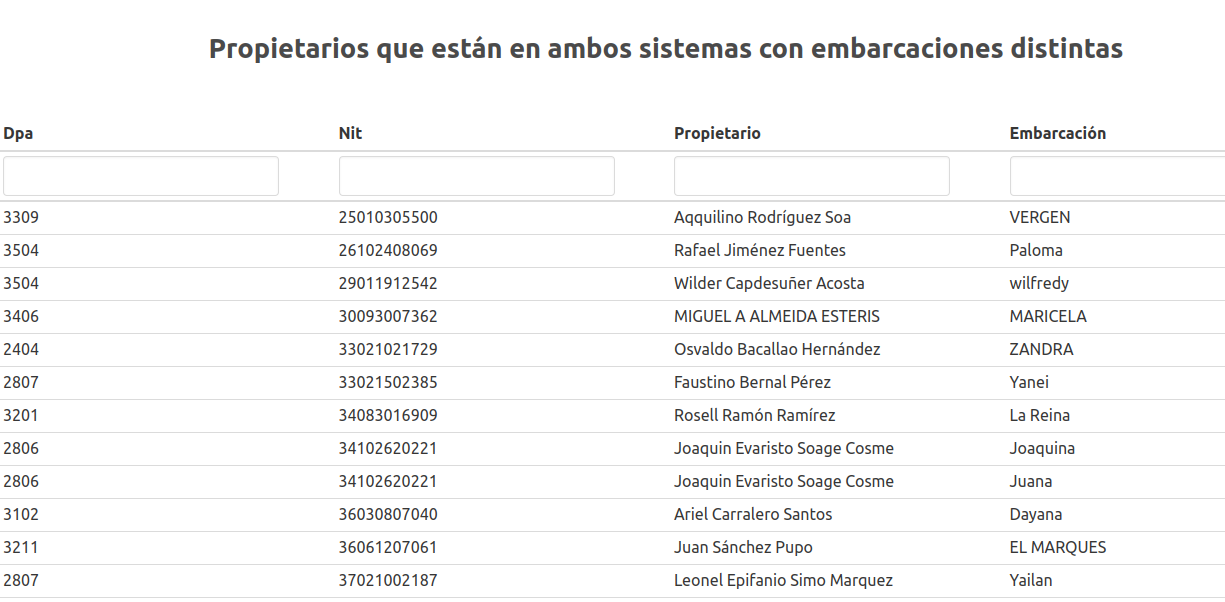 Propietarios que están en ambos sistemas con embarcaciones distintas
Dpa Nit Propietario Embarcación
3309 25010305500 Aqquilino Rodríguez Soa VERGEN
3504 26102408069 Rafael Jiménez Fuentes Paloma
3504 29011912542 Wilder Capdesuñer Acosta wilfredy
3406 30093007362 MIGUEL A ALMEIDA ESTERIS MARICELA
2404 33021021729 Osvaldo Bacallao Hernández ZANDRA
2807 33021502385 Faustino Bernal Pérez Yanei
3201 34083016909 Rosell Ramón Ramírez La Reina
2806 34102620221 Joaquin Evaristo Soage Cosme Joaquina
2806 34102620221 Joaquin Evaristo Soage Cosme Juana
3102 36030807040 Ariel Carralero Santos Dayana
3211 36061207061 Juan Sánchez Pupo EL MARQUES
2807 37021002187 Leonel Epifanio Simo Marquez Yailan